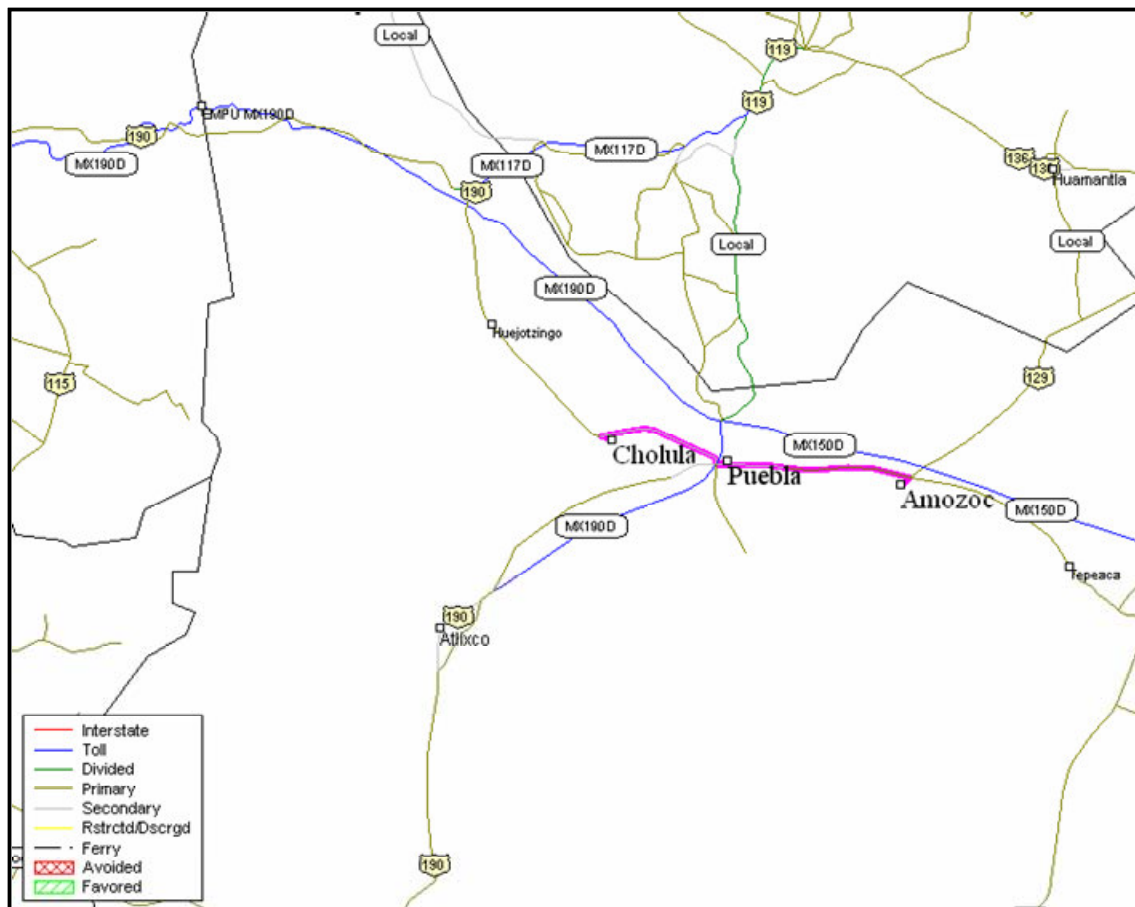 Local
119
119
EMPU MX190D
190
MX190D
MX117D
MX117D
136
Huamantla
190
Local
Local
MX190D
Huejotzingo
129
115
Cholula
MX150D
Puebla
Amozoc
MX150D
MX190D
Tepeaca
190
Atlixco
190
Interstate
Toll
Divided
Primary
Secondary
Rstrctd/Dscrgd
Ferry
Avoided
Favored